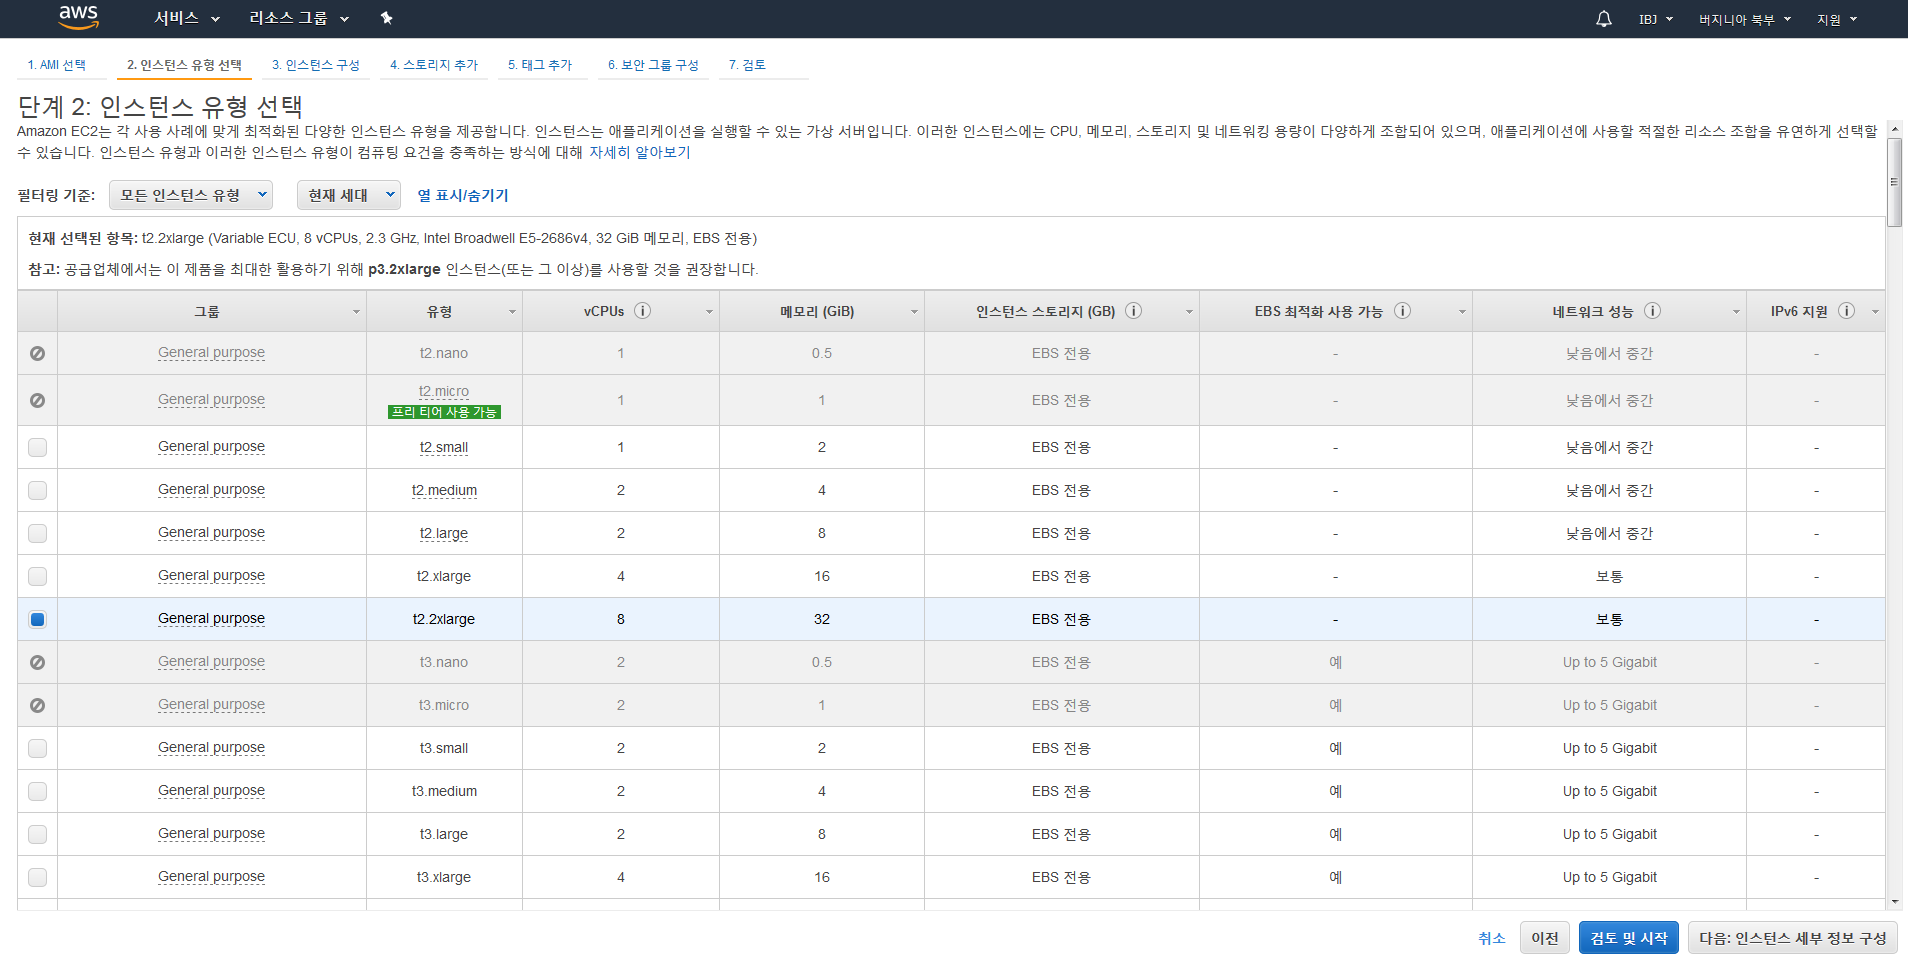 aws 서비스 리소스 그룹 IBJ 버지니아 북부 지원
1. AMI 선택 2. 인스턴스 유형 선택 3. 인스턴스 구성 4. 스토리지 추가 5. 태그 추가 6. 보안 그룹 구성 7. 검토
단계 2: 인스턴스 유형 선택
Amazon EC2는 각 사용 사례에 맞게 최적화된 다양한 인스턴스 유형을 제공합니다. 인스턴스는 애플리케이션을 실행할 수 있는 가상 서버입니다. 이러한 인스턴스에는 CPU, 메모리, 스토리지 및 네트워킹 용량이 다양하게 조합되어 있으며, 애플리케이션에 사용할 적절한 리소스 조합을 유연하게 선택할
수 있습니다. 인스턴스 유형과 이러한 인스턴스 유형이 컴퓨팅 요건을 충족하는 방식에 대해 자세히 알아보기
필터링 기준: 모든 인스턴스 유형 현재 세대 열 표시/숨기기
현재 선택된 항목: t2.2xlarge (Variable ECU, 8 vCPUs, 2.3 GHz, Intel Broadwell E5-2686v4, 32 GiB 메모리, EBS 전용)
참고: 공급업체에서는 이 제품을 최대한 활용하기 위해 p3.2xlarge 인스턴스(또는 그 이상)를 사용할 것을 권장합니다.
그룹 유형 vCPUs 메모리 (GiB) 인스턴스 스토리지 (GB) EBS 최적화 사용 가능 네트워크 성능 IPv6 지원
General purpose t2.nano 1 0.5 EBS 전용 - 낮음에서 중간 -
General purpose t2.micro 1 1 EBS 전용 - 낮음에서 중간 -
프리 티어 사용 가능
General purpose t2.small 1 2 EBS 전용 - 낮음에서 중간 -
General purpose t2.medium 2 4 EBS 전용 - 낮음에서 중간 -
General purpose t2.large 2 8 EBS 전용 - 낮음에서 중간 -
General purpose t2.xlarge 4 16 EBS 전용 - 보통 -
General purpose t2.2xlarge 8 32 EBS 전용 - 보통 -
General purpose t3.nano 2 0.5 EBS 전용 예 Up to 5 Gigabit -
General purpose t3.micro 2 1 EBS 전용 예 Up to 5 Gigabit -
General purpose t3.small 2 2 EBS 전용 예 Up to 5 Gigabit -
General purpose t3.medium 2 4 EBS 전용 예 Up to 5 Gigabit -
General purpose t3.large 2 8 EBS 전용 예 Up to 5 Gigabit -
General purpose t3.xlarge 4 16 EBS 전용 예 Up to 5 Gigabit -
취소 이전 검토 및 시작 다음: 인스턴스 세부 정보 구성